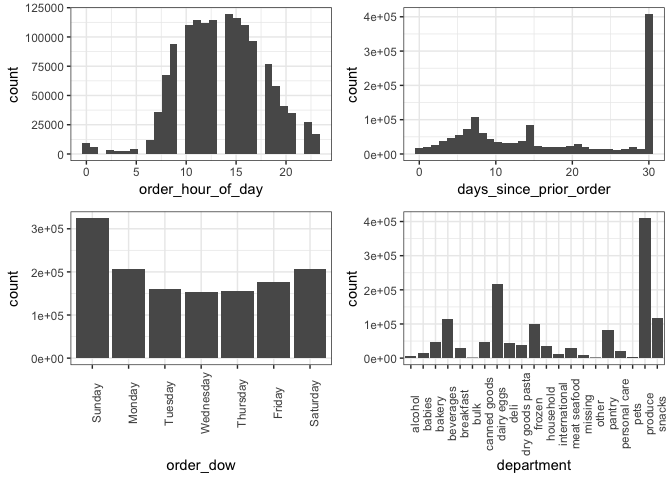 125000
100000
75000
50000
25000
0
count
0 5 10 15 20
order_hour_of_day
4e+05
3e+05
2e+05
1e+05
0e+00
count
0 10 20 30
days_since_prior_order
3e+05
2e+05
1e+05
0e+00
count
Sunday
Monday
Tuesday
Wednesday
Thursday
Friday
Saturday
order_dow
4e+05
3e+05
2e+05
1e+05
0e+00
count
alcohol
babies
bakery
beverages
breakfast
bulk
canned goods
dairy eggs
deli
dry goods pasta
frozen
household
international
meat seafood
missing
other
pantry
personal care
pets
produce
snacks
department